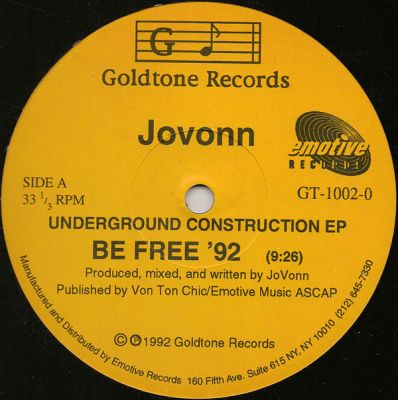 G
Goldtone Records
Jovonn
emotive
RECORDS
SIDE A
33 1/3 RPM
GT-1002-0
UNDERGROUND CONSTRUCTION EP
BE FREE '92 (9:26)
Produced, mixed, and written by JoVonn
Published by Von Ton Chic/Emotive Music ASCAP
© ℗ 1992 Goldtone Records
Manufactured and Distributed by Emotive Records 160 Fifth Ave. Suite 615 NY, NY 10010 (212) 645-7330